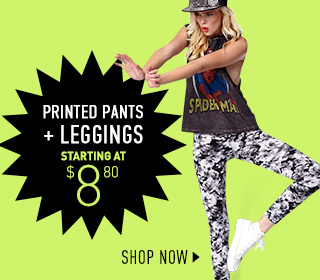 PRINTED PANTS
+ LEGGINGS
STARTING AT
$8.80
SPIDER-MAN
SHOP NOW